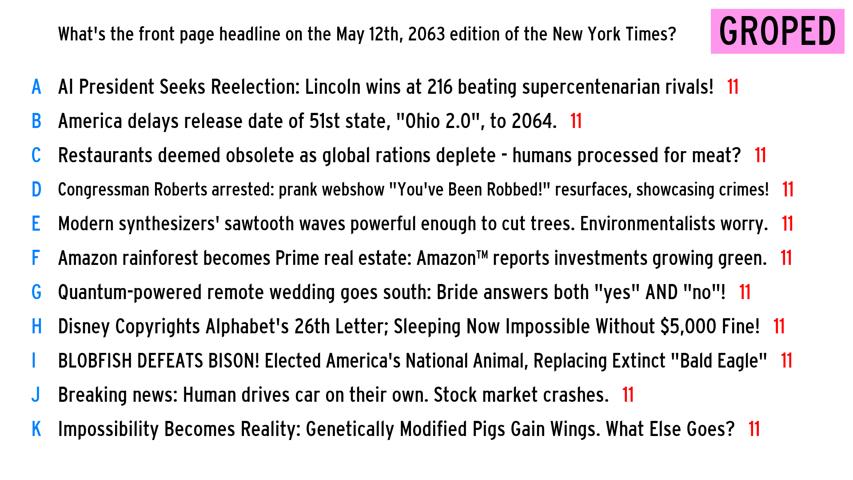 What's the front page headline on the May 12th, 2063 edition of the New York Times?
GROPED
A AI President Seeks Reelection: Lincoln wins at 216 beating supercentenarian rivals! 11
B America delays release date of 51st state, "Ohio 2.0", to 2064. 11
C Restaurants deemed obsolete as global rations deplete - humans processed for meat? 11
D Congressman Roberts arrested: prank webshow "You've Been Robbed!" resurfaces, showcasing crimes! 11
E Modern synthesizers' sawtooth waves powerful enough to cut trees. Environmentalists worry. 11
F Amazon rainforest becomes Prime real estate: Amazon™ reports investments growing green. 11
G Quantum-powered remote wedding goes south: Bride answers both "yes" AND "no"! 11
H Disney Copyrights Alphabet's 26th Letter; Sleeping Now Impossible Without $5,000 Fine! 11
I BLOBFISH DEFEATS BISON! Elected America's National Animal, Replacing Extinct "Bald Eagle" 11
J Breaking news: Human drives car on their own. Stock market crashes. 11
K Impossibility Becomes Reality: Genetically Modified Pigs Gain Wings. What Else Goes? 11